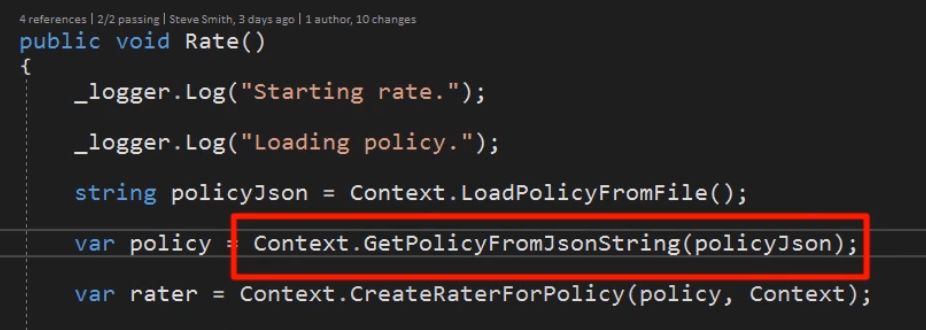 4 references | 2/2 passing | Steve Smith, 3 days ago | 1 author, 10 changes
public void Rate()
{
_logger.Log("Starting rate.");
_logger.Log("Loading policy.");
string policyJson = Context.LoadPolicyFromFile();
var policy = Context.GetPolicyFromJsonString(policyJson);
var rater = Context.CreateRaterForPolicy(policy, Context);